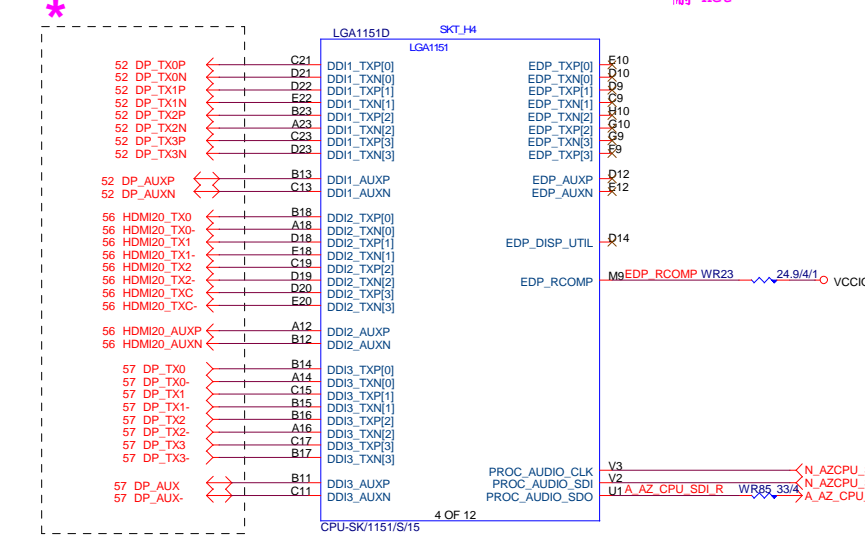 *
LGA1151D SKT_H4
LGA1151
52 DP_TX0P C21 DDI1_TXP[0] EDP_TXP[0] E10
52 DP_TX0N D21 DDI1_TXN[0] EDP_TXN[0] D10
52 DP_TX1P D22 DDI1_TXP[1] EDP_TXP[1] D9
52 DP_TX1N E22 DDI1_TXN[1] EDP_TXN[1] C9
52 DP_TX2P B23 DDI1_TXP[2] EDP_TXN[2] H10
52 DP_TX2N A23 DDI1_TXN[2] EDP_TXP[2] G10
52 DP_TX3P C23 DDI1_TXP[3] EDP_TXN[3] G9
52 DP_TX3N D23 DDI1_TXN[3] EDP_TXP[3] F9
52 DP_AUXP B13 DDI1_AUXP EDP_AUXP D12
52 DP_AUXN C13 DDI1_AUXN EDP_AUXN E12
56 HDMI20_TX0 B18 DDI2_TXP[0]
56 HDMI20_TX0- A18 DDI2_TXN[0]
56 HDMI20_TX1 D18 DDI2_TXP[1] EDP_DISP_UTIL D14
56 HDMI20_TX1- E18 DDI2_TXN[1]
56 HDMI20_TX2 C19 DDI2_TXP[2]
56 HDMI20_TX2- D19 DDI2_TXN[2] EDP_RCOMP M9 EDP_RCOMP WR23 24.9/4/1
56 HDMI20_TXC D20 DDI2_TXP[3]
56 HDMI20_TXC- E20 DDI2_TXN[3]
56 HDMI20_AUXP A12 DDI2_AUXP
56 HDMI20_AUXN B12 DDI2_AUXN
57 DP_TX0 B14 DDI3_TXP[0]
57 DP_TX0- A14 DDI3_TXN[0]
57 DP_TX1 C15 DDI3_TXP[1]
57 DP_TX1- B15 DDI3_TXN[1]
57 DP_TX2 B16 DDI3_TXP[2]
57 DP_TX2- A16 DDI3_TXN[2]
57 DP_TX3 C17 DDI3_TXP[3]
57 DP_TX3- B17 DDI3_TXN[3]
PROC_AUDIO_CLK V3 N_AZCPU_
57 DP_AUX B11 DDI3_AUXP PROC_AUDIO_SDI V2 N_AZCPU_
57 DP_AUX- C11 DDI3_AUXN PROC_AUDIO_SDO U1 A_AZ_CPU_SDI_R WR85 33/4 A_AZ_CPU_
4 OF 12
CPU-SK/1151/S/15